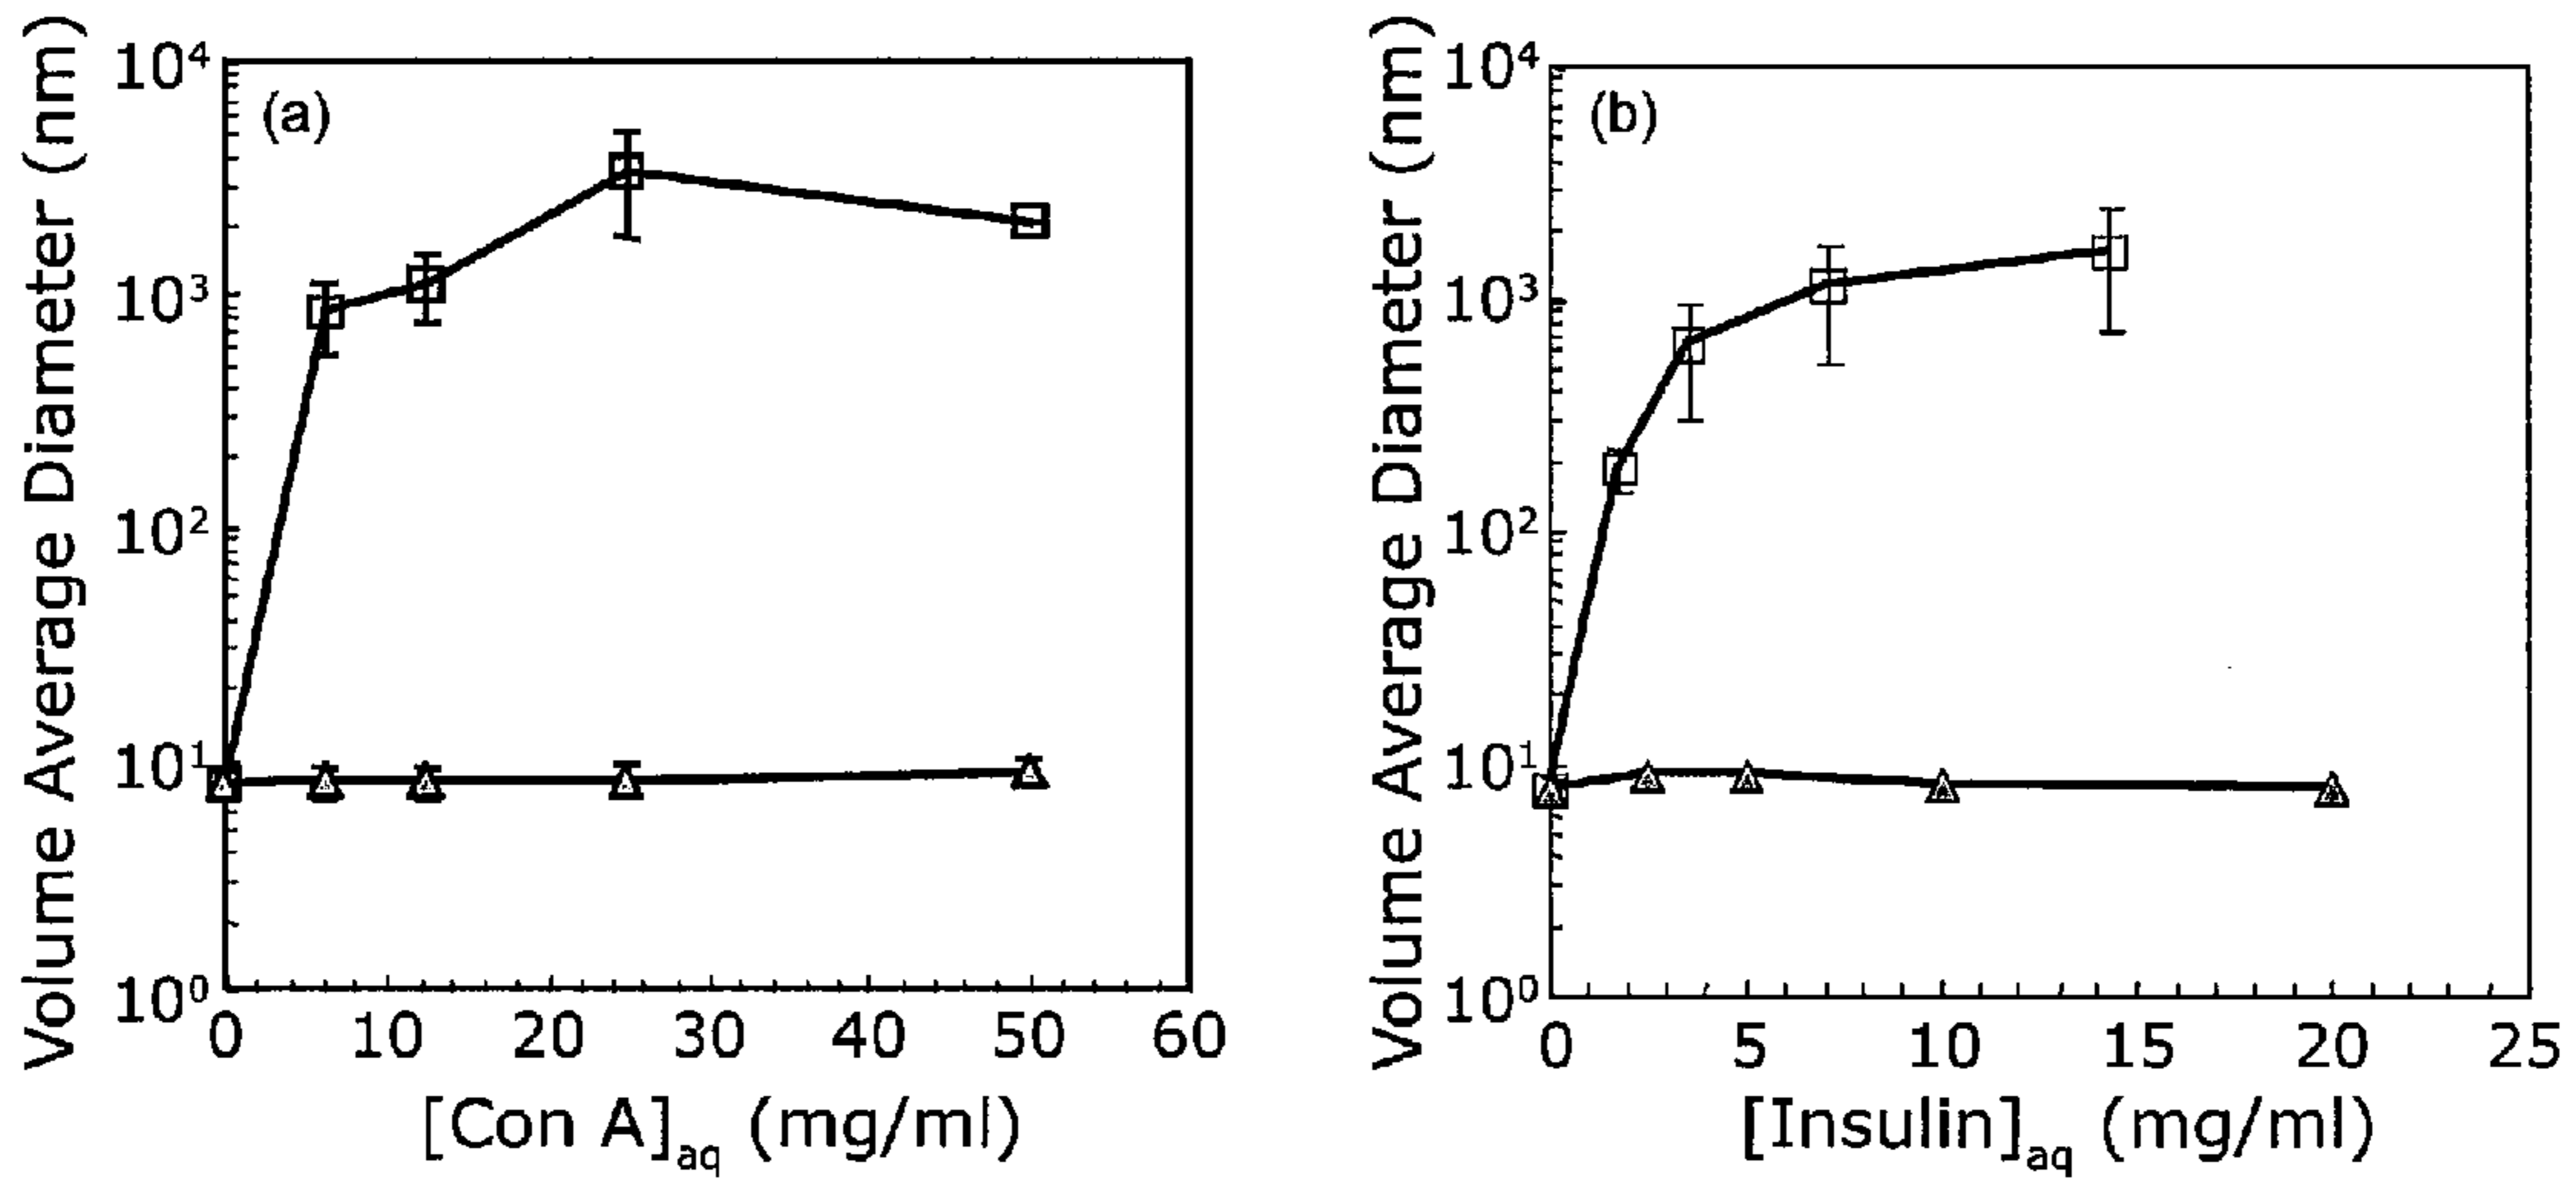 Volume Average Diameter (nm)
10⁴
10³
10²
10¹
10⁰
(a)
0 10 20 30 40 50 60
[Con A]aq (mg/ml)
Volume Average Diameter (nm)
10⁴
10³
10²
10¹
10⁰
(b)
0 5 10 15 20 25
[Insulin]aq (mg/ml)